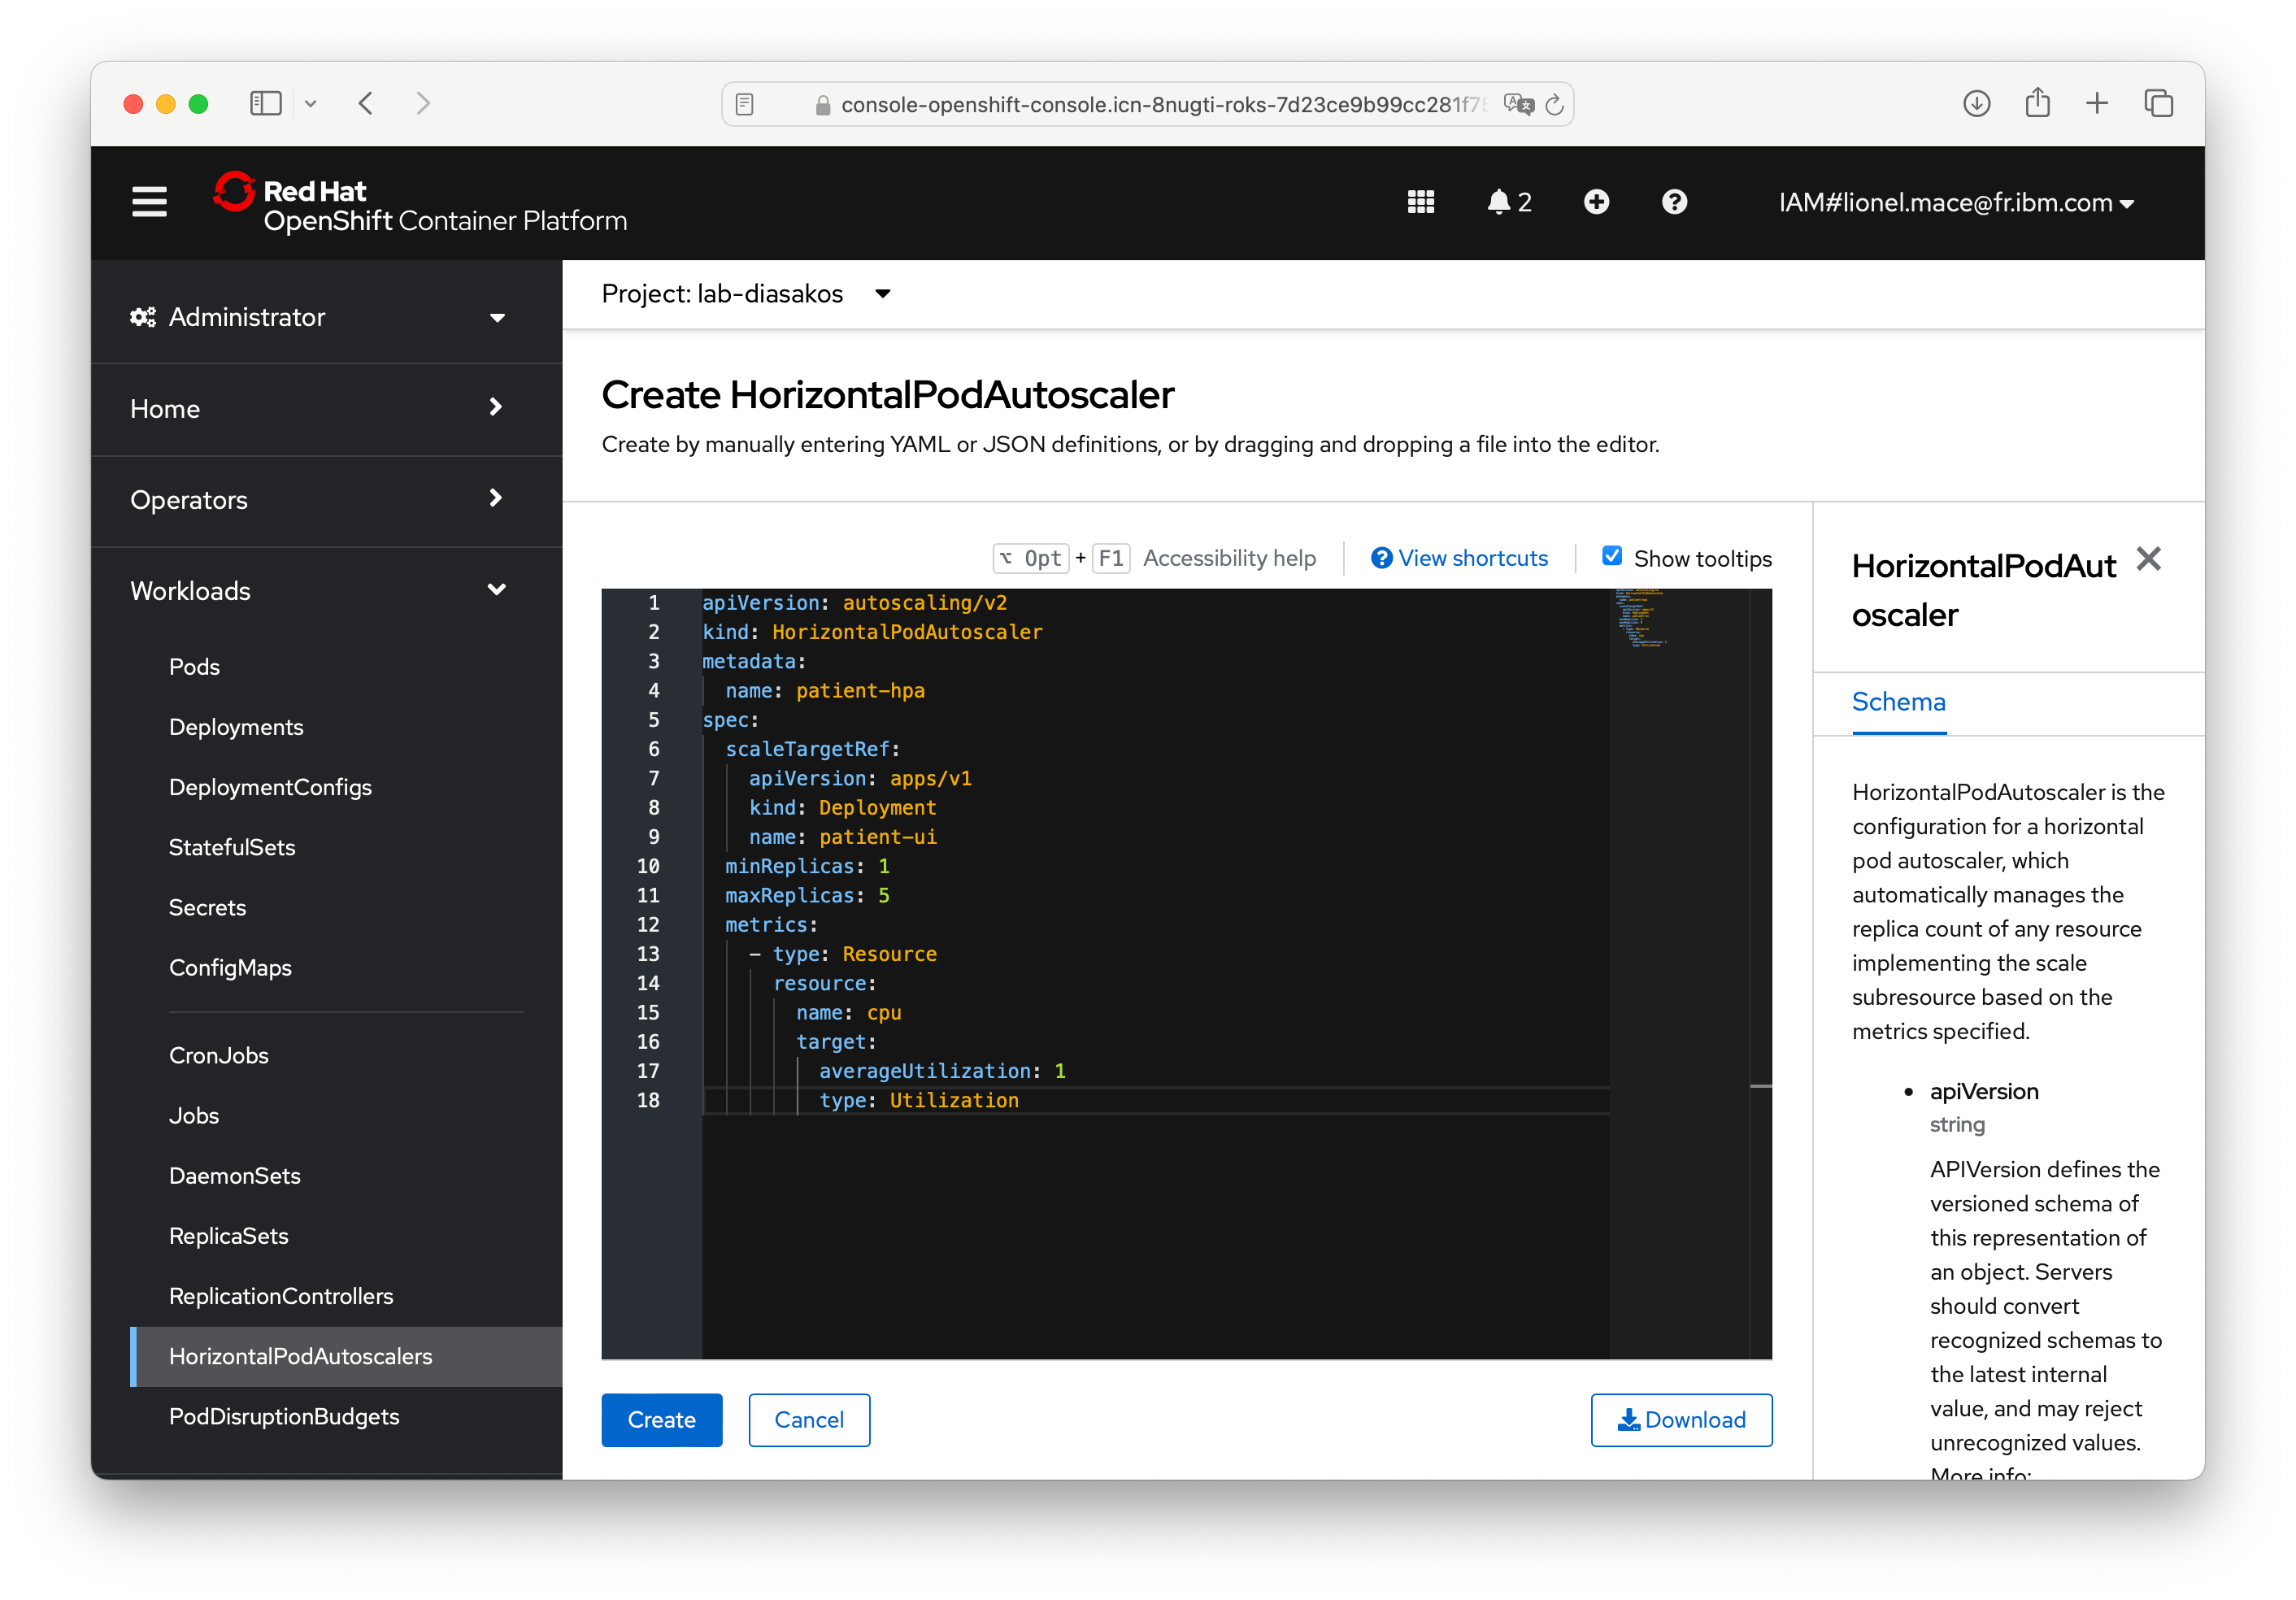 console-openshift-console.icn-8nugti-roks-7d23ce9b99cc281f75
Red Hat
OpenShift Container Platform
2
IAM#lionel.mace@fr.ibm.com
Administrator
Home
Operators
Workloads
Pods
Deployments
DeploymentConfigs
StatefulSets
Secrets
ConfigMaps
CronJobs
Jobs
DaemonSets
ReplicaSets
ReplicationControllers
HorizontalPodAutoscalers
PodDisruptionBudgets
Project: lab-diasakos
Create HorizontalPodAutoscaler
Create by manually entering YAML or JSON definitions, or by dragging and dropping a file into the editor.
⌥ Opt + F1 Accessibility help View shortcuts Show tooltips
1 apiVersion: autoscaling/v2
2 kind: HorizontalPodAutoscaler
3 metadata:
4 name: patient-hpa
5 spec:
6 scaleTargetRef:
7 apiVersion: apps/v1
8 kind: Deployment
9 name: patient-ui
10 minReplicas: 1
11 maxReplicas: 5
12 metrics:
13 - type: Resource
14 resource:
15 name: cpu
16 target:
17 averageUtilization: 1
18 type: Utilization
Create
Cancel
Download
HorizontalPodAut
oscaler
Schema
HorizontalPodAutoscaler is the
configuration for a horizontal
pod autoscaler, which
automatically manages the
replica count of any resource
implementing the scale
subresource based on the
metrics specified.
• apiVersion
string
APIVersion defines the
versioned schema of
this representation of
an object. Servers
should convert
recognized schemas to
the latest internal
value, and may reject
unrecognized values.
More info: